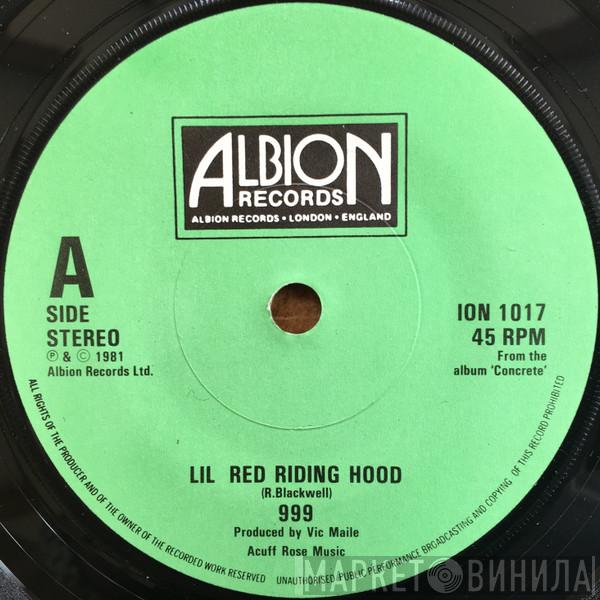 ALBION
RECORDS
ALBION RECORDS • LONDON • ENGLAND
A
SIDE
STEREO
℗ & © 1981
Albion Records Ltd.
ION 1017
45 RPM
From the
album 'Concrete'
LIL RED RIDING HOOD
(R.Blackwell)
999
Produced by Vic Maile
Acuff Rose Music
ALL RIGHTS OF THE PRODUCER AND OF THE OWNER OF THE RECORDED WORK RESERVED UNAUTHORISED PUBLIC PERFORMANCE BROADCASTING AND COPYING OF THIS RECORD PROHIBITED
МАРКЕТ ВИНИЛА